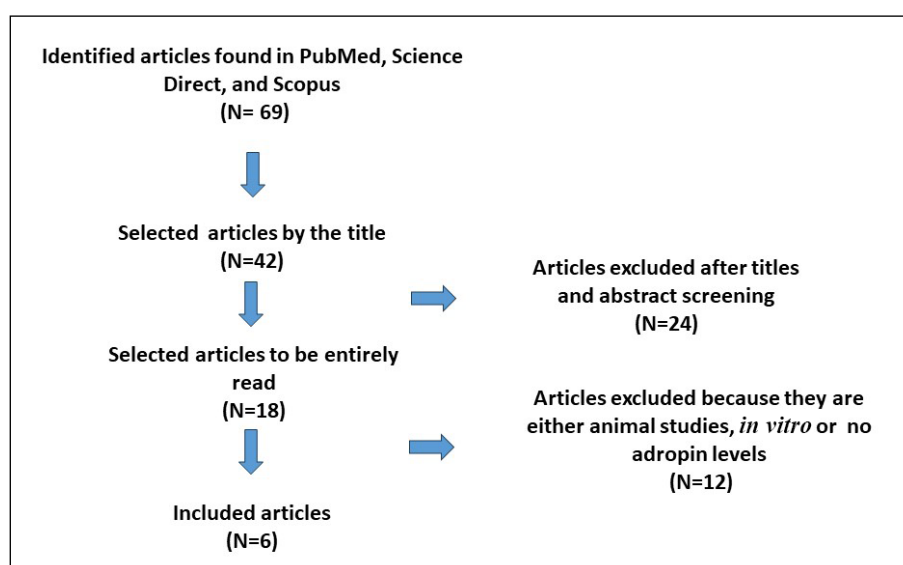 Identified articles found in PubMed, Science
Direct, and Scopus
(N= 69)
Selected articles by the title
(N=42)
Articles excluded after titles
and abstract screening
(N=24)
Selected articles to be entirely
read
(N=18)
Articles excluded because they are
either animal studies, in vitro or no
adropin levels
(N=12)
Included articles
(N=6)